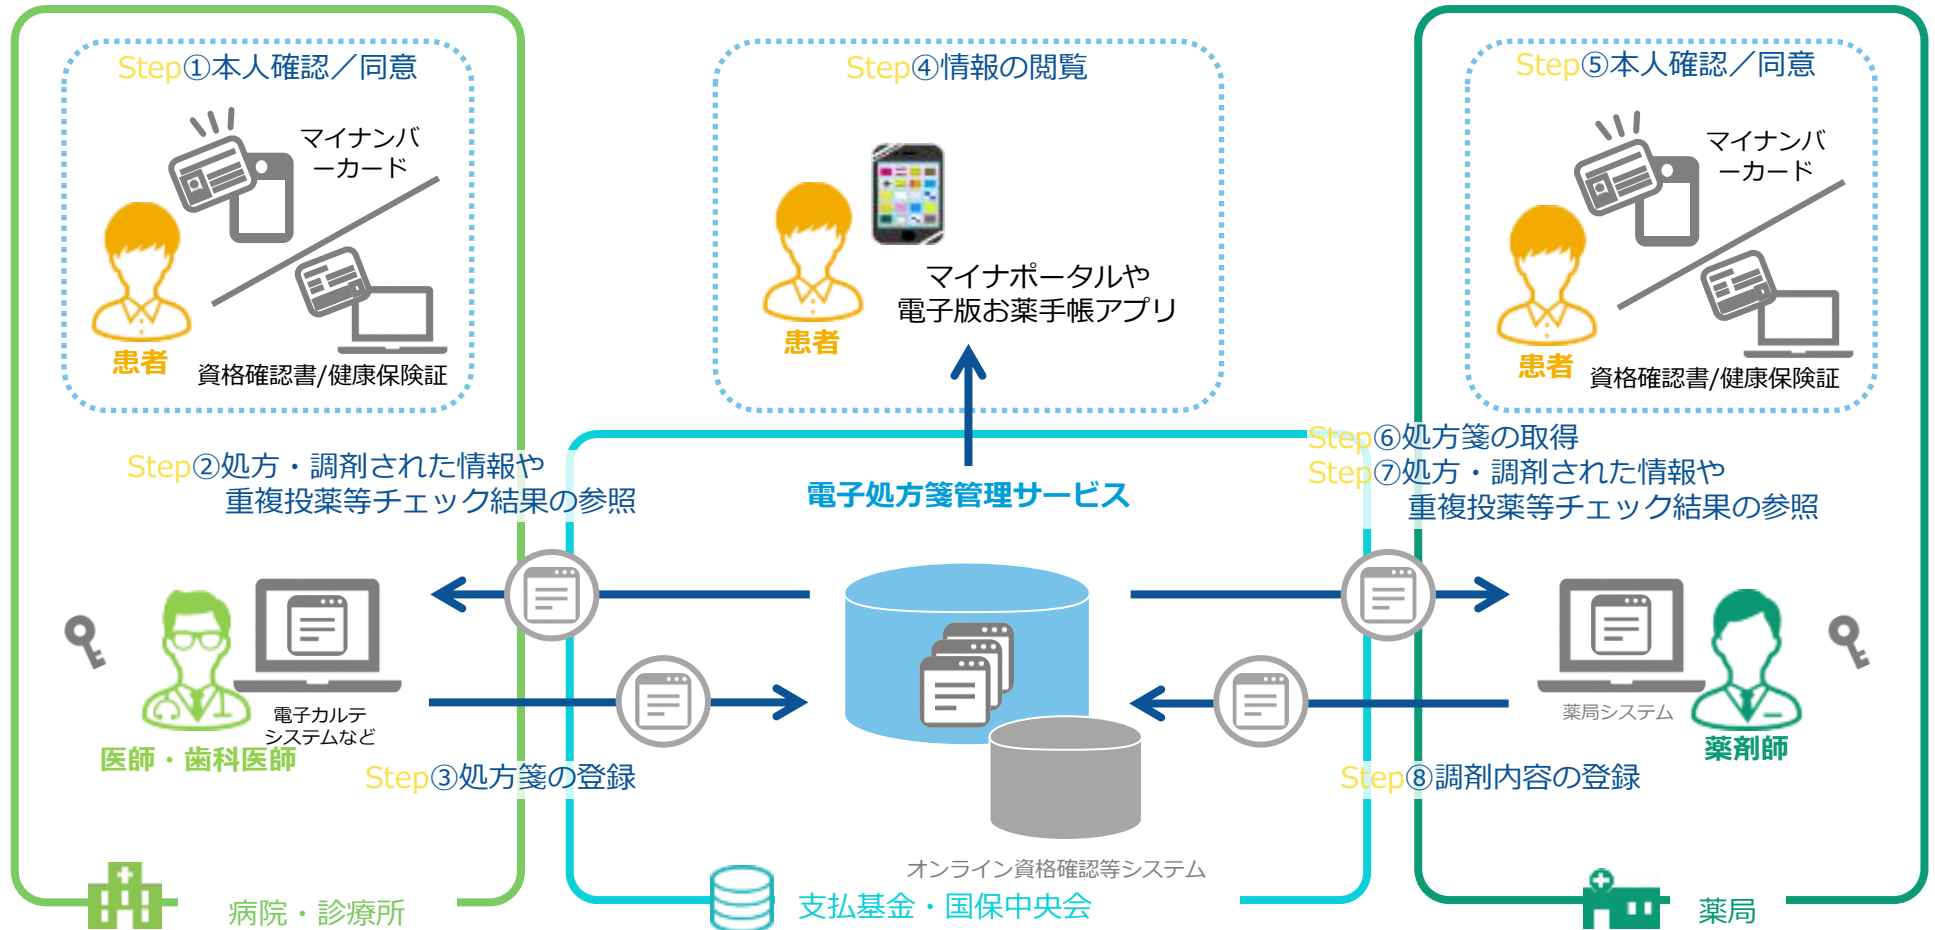 Step①本人確認／同意
マイナンバ
ーカード
患者
資格確認書/健康保険証
Step②処方・調剤された情報や
重複投薬等チェック結果の参照
電子カルテ
システムなど
医師・歯科医師
Step③処方箋の登録
病院・診療所
Step④情報の閲覧
マイナポータルや
電子版お薬手帳アプリ
患者
電子処方箋管理サービス
オンライン資格確認等システム
支払基金・国保中央会
Step⑤本人確認／同意
マイナンバ
ーカード
患者
資格確認書/健康保険証
Step⑥処方箋の取得
Step⑦処方・調剤された情報や
重複投薬等チェック結果の参照
薬局システム
薬剤師
Step⑧調剤内容の登録
薬局